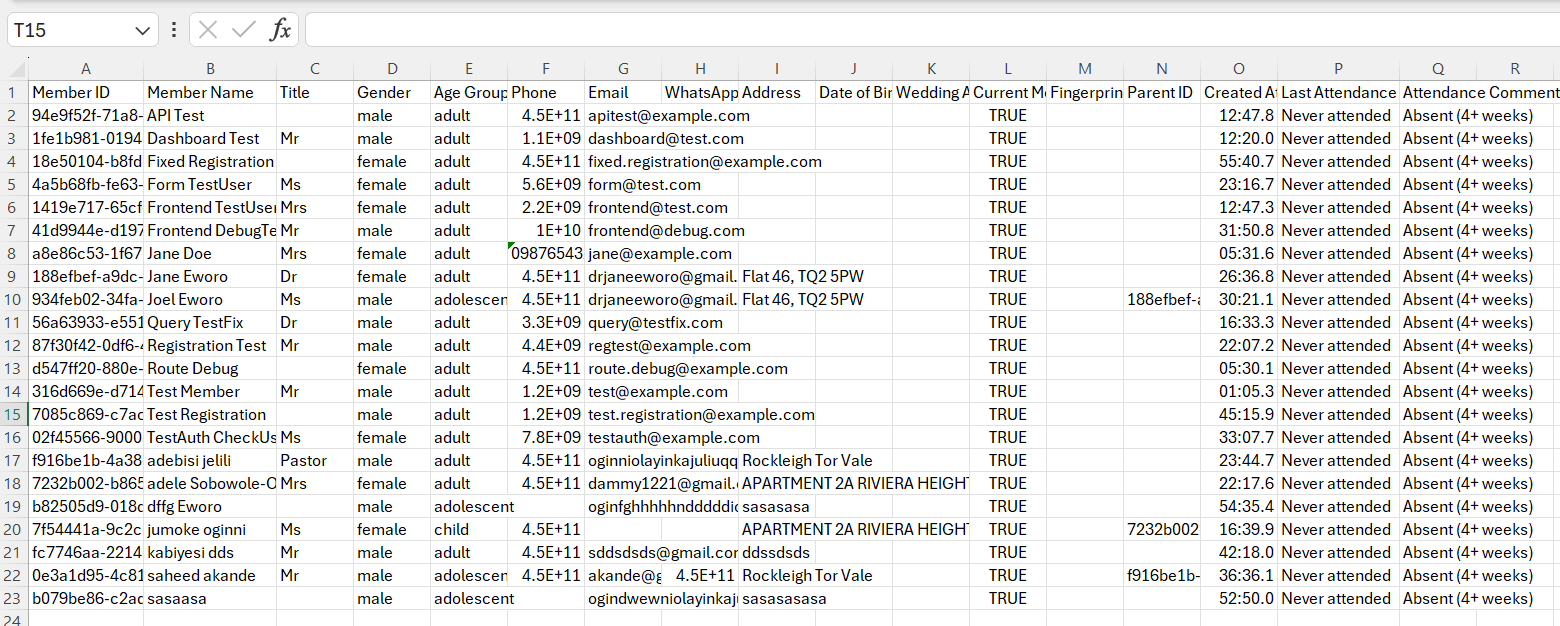 T15 fx
A B C D E F G H I J K L M N O P Q R
1 Member ID Member Name Title Gender Age Group Phone Email WhatsApp Address Date of Bir Wedding A Current Me Fingerprin Parent ID Created At Last Attendance Attendance Comment
2 94e9f52f-71a8- API Test male adult 4.5E+11 apitest@example.com TRUE 12:47.8 Never attended Absent (4+ weeks)
3 1fe1b981-0194 Dashboard Test Mr male adult 1.1E+09 dashboard@test.com TRUE 12:20.0 Never attended Absent (4+ weeks)
4 18e50104-b8fd Fixed Registration female adult 4.5E+11 fixed.registration@example.com TRUE 55:40.7 Never attended Absent (4+ weeks)
5 4a5b68fb-fe63- Form TestUser Ms female adult 5.6E+09 form@test.com TRUE 23:16.7 Never attended Absent (4+ weeks)
6 1419e717-65cf Frontend TestUser Mrs female adult 2.2E+09 frontend@test.com TRUE 12:47.3 Never attended Absent (4+ weeks)
7 41d9944e-d197 Frontend DebugTe Mr male adult 1E+10 frontend@debug.com TRUE 31:50.8 Never attended Absent (4+ weeks)
8 a8e86c53-1f67 Jane Doe Mrs female adult 09876543 jane@example.com TRUE 05:31.6 Never attended Absent (4+ weeks)
9 188efbef-a9dc- Jane Eworo Dr female adult 4.5E+11 drjaneeworo@gmail. Flat 46, TQ2 5PW TRUE 26:36.8 Never attended Absent (4+ weeks)
10 934feb02-34fa- Joel Eworo Ms male adolescen 4.5E+11 drjaneeworo@gmail. Flat 46, TQ2 5PW TRUE 188efbef-a 30:21.1 Never attended Absent (4+ weeks)
11 56a63933-e551 Query TestFix Dr male adult 3.3E+09 query@testfix.com TRUE 16:33.3 Never attended Absent (4+ weeks)
12 87f30f42-0df6-4 Registration Test Mr male adult 4.4E+09 regtest@example.com TRUE 22:07.2 Never attended Absent (4+ weeks)
13 d547ff20-880e- Route Debug female adult 4.5E+11 route.debug@example.com TRUE 05:30.1 Never attended Absent (4+ weeks)
14 316d669e-d714 Test Member Mr male adult 1.2E+09 test@example.com TRUE 01:05.3 Never attended Absent (4+ weeks)
15 7085c869-c7ac Test Registration male adult 1.2E+09 test.registration@example.com TRUE 45:15.9 Never attended Absent (4+ weeks)
16 02f45566-9000 TestAuth CheckUs Ms female adult 7.8E+09 testauth@example.com TRUE 33:07.7 Never attended Absent (4+ weeks)
17 f916be1b-4a38 adebisi jelili Pastor male adult 4.5E+11 oginniolayinkajuliuqq Rockleigh Tor Vale TRUE 23:44.7 Never attended Absent (4+ weeks)
18 7232b002-b865 adele Sobowole-O Mrs female adult 4.5E+11 dammy1221@gmail. APARTMENT 2A RIVIERA HEIGHT TRUE 22:17.6 Never attended Absent (4+ weeks)
19 b82505d9-018c dffg Eworo male adolescent oginfghhhhhndddddic sasasasa TRUE 54:35.4 Never attended Absent (4+ weeks)
20 7f54441a-9c2c jumoke oginni Ms female child 4.5E+11 APARTMENT 2A RIVIERA HEIGHT TRUE 7232b002 16:39.9 Never attended Absent (4+ weeks)
21 fc7746aa-2214 kabiyesi dds Mr male adult 4.5E+11 sddsdsds@gmail.cor ddssdsds TRUE 42:18.0 Never attended Absent (4+ weeks)
22 0e3a1d95-4c81 saheed akande Mr male adolescen 4.5E+11 akande@g 4.5E+11 Rockleigh Tor Vale TRUE f916be1b- 36:36.1 Never attended Absent (4+ weeks)
23 b079be86-c2ac sasaasa male adolescent ogindwewniolayinkaj sasasasasa TRUE 52:50.0 Never attended Absent (4+ weeks)
24